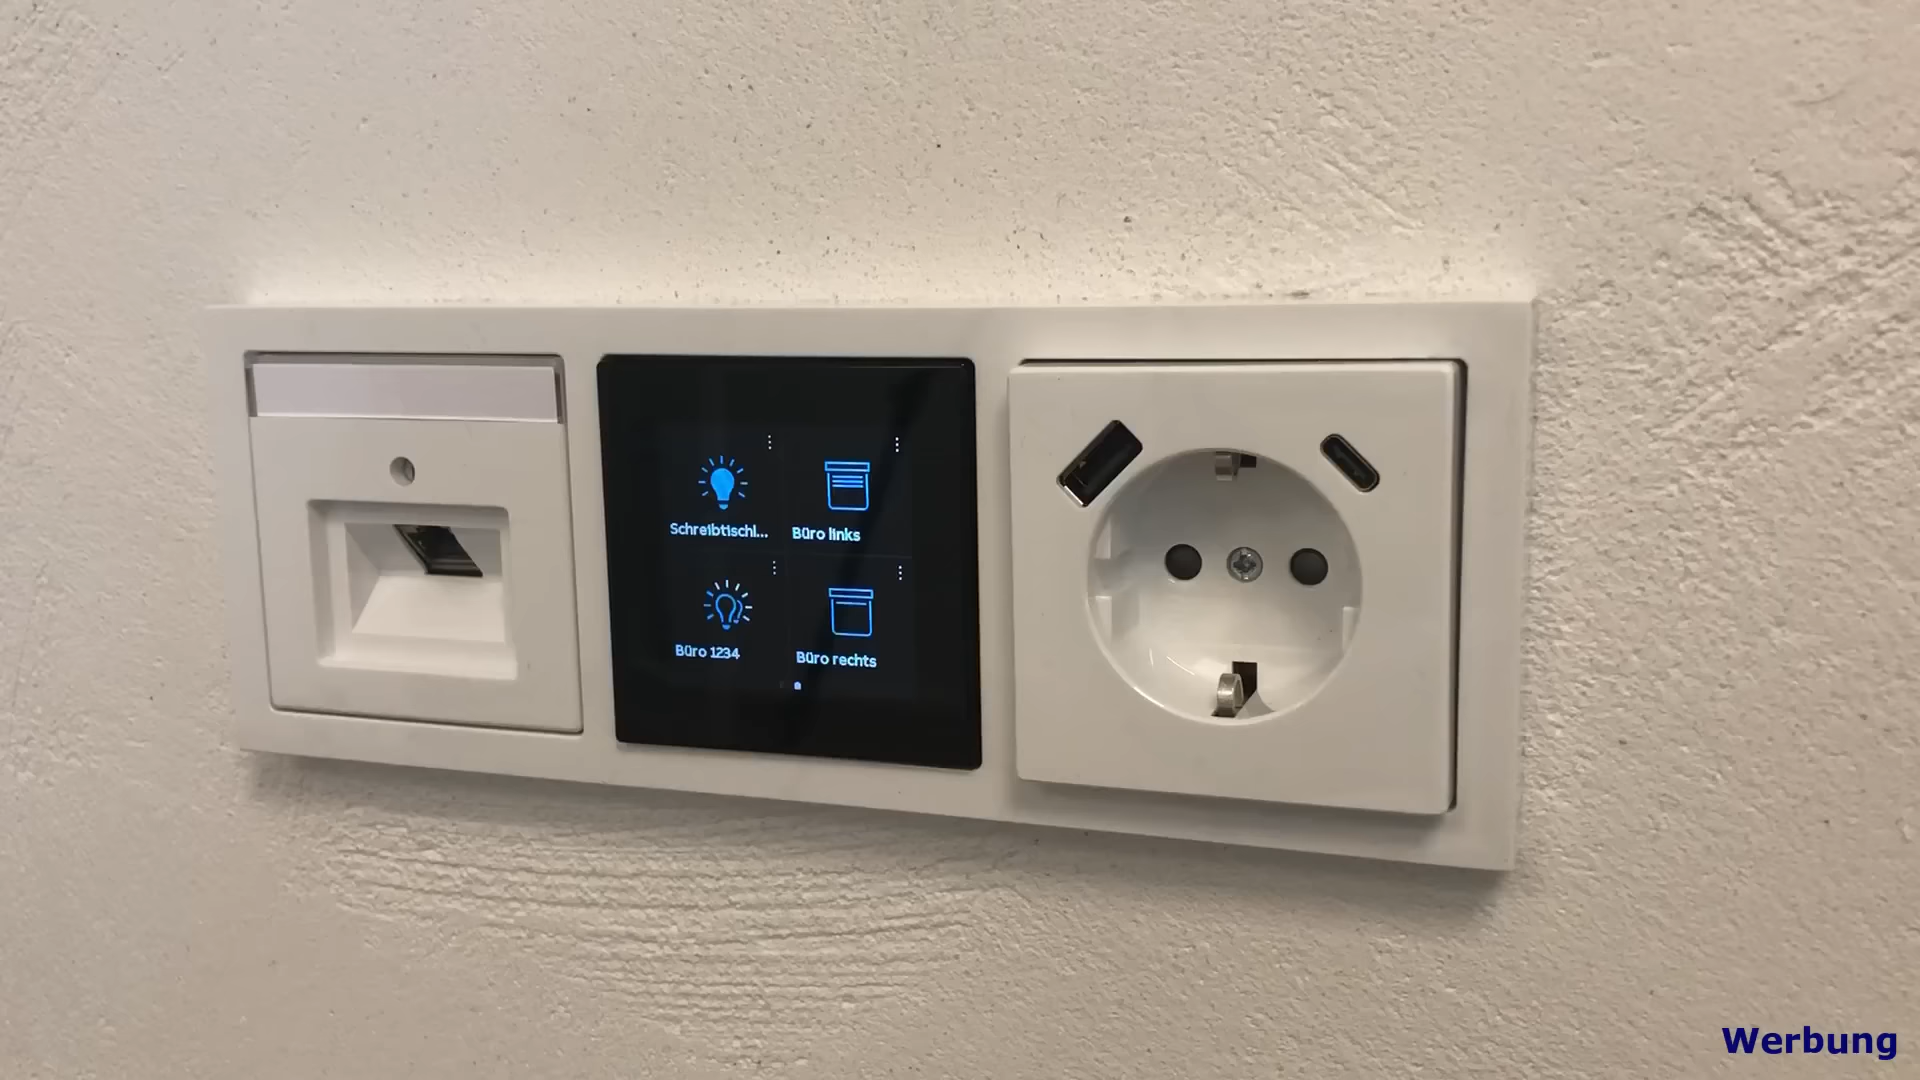 Schreibtischl...
Büro links
Büro 1234
Büro rechts
Werbung